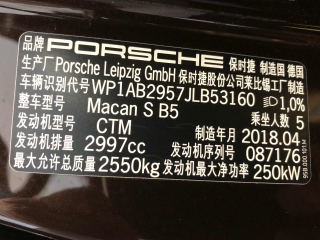 品牌 PORSCHE 保时捷 制造国 德国
生产厂 Porsche Leipzig GmbH 保时捷股份公司莱比锡工厂制造
车辆识别代号 WP1AB2957JLB53160 1,0%
整车型号 Macan S B5 乘坐人数 5
发动机型号 CTM 制造年月 2018.04
发动机排量 2997cc 发动机序列号 087176
最大允许总质量 2550kg 发动机最大净功率 250kW